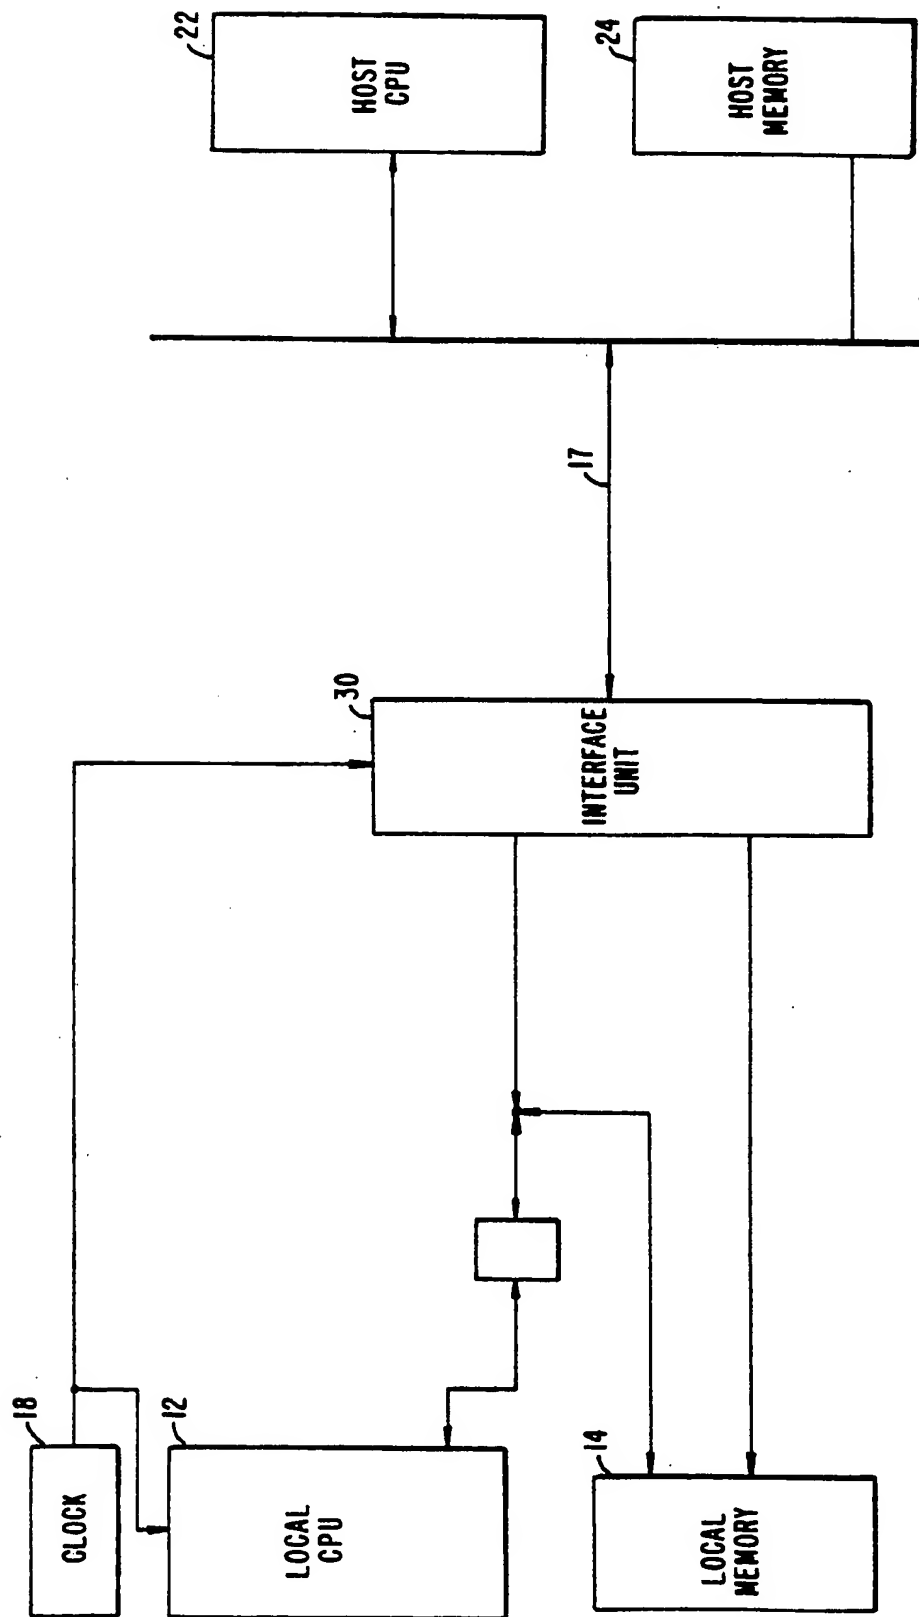 22
HOST
CPU
24
HOST
MEMORY
17
30
INTERFACE
UNIT
18
CLOCK
12
LOCAL
CPU
14
LOCAL
MEMORY